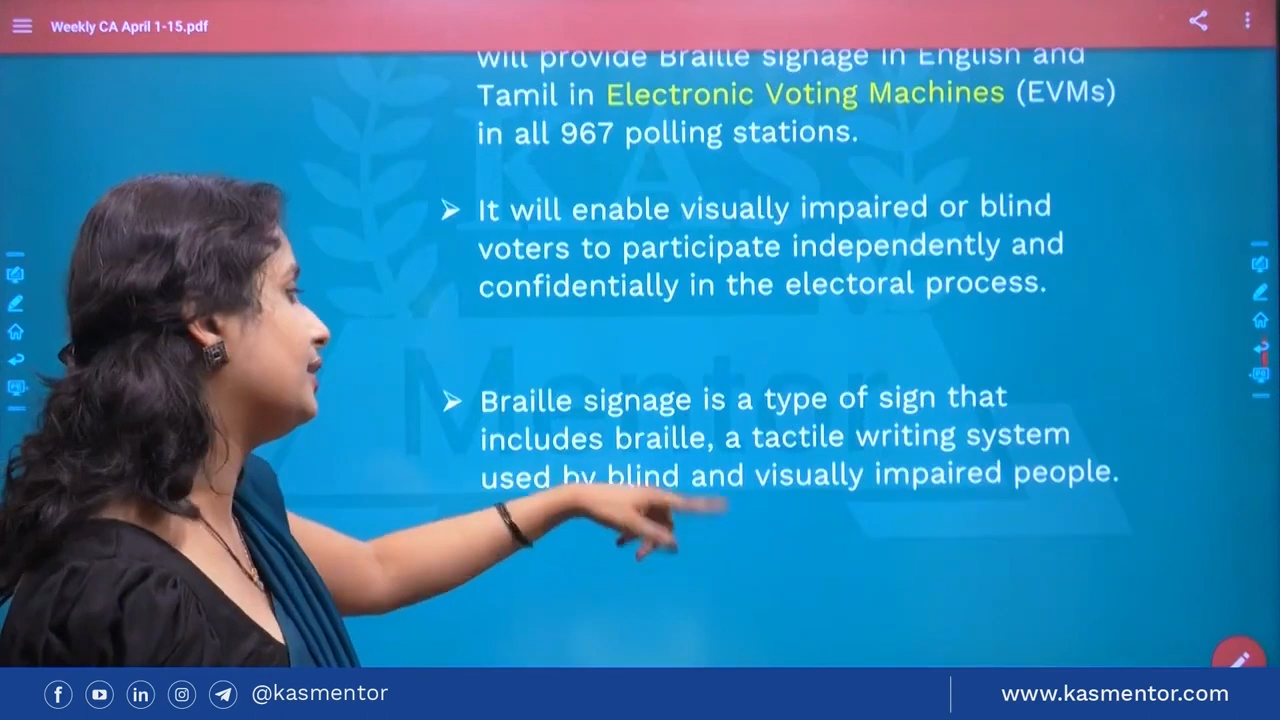 Weekly CA April 1-15.pdf
will provide Braille signage in English and
Tamil in Electronic Voting Machines (EVMs)
in all 967 polling stations.
➢ It will enable visually impaired or blind
voters to participate independently and
confidentially in the electoral process.
➢ Braille signage is a type of sign that
includes braille, a tactile writing system
used by blind and visually impaired people.
KAS
Mentor
@kasmentor
www.kasmentor.com